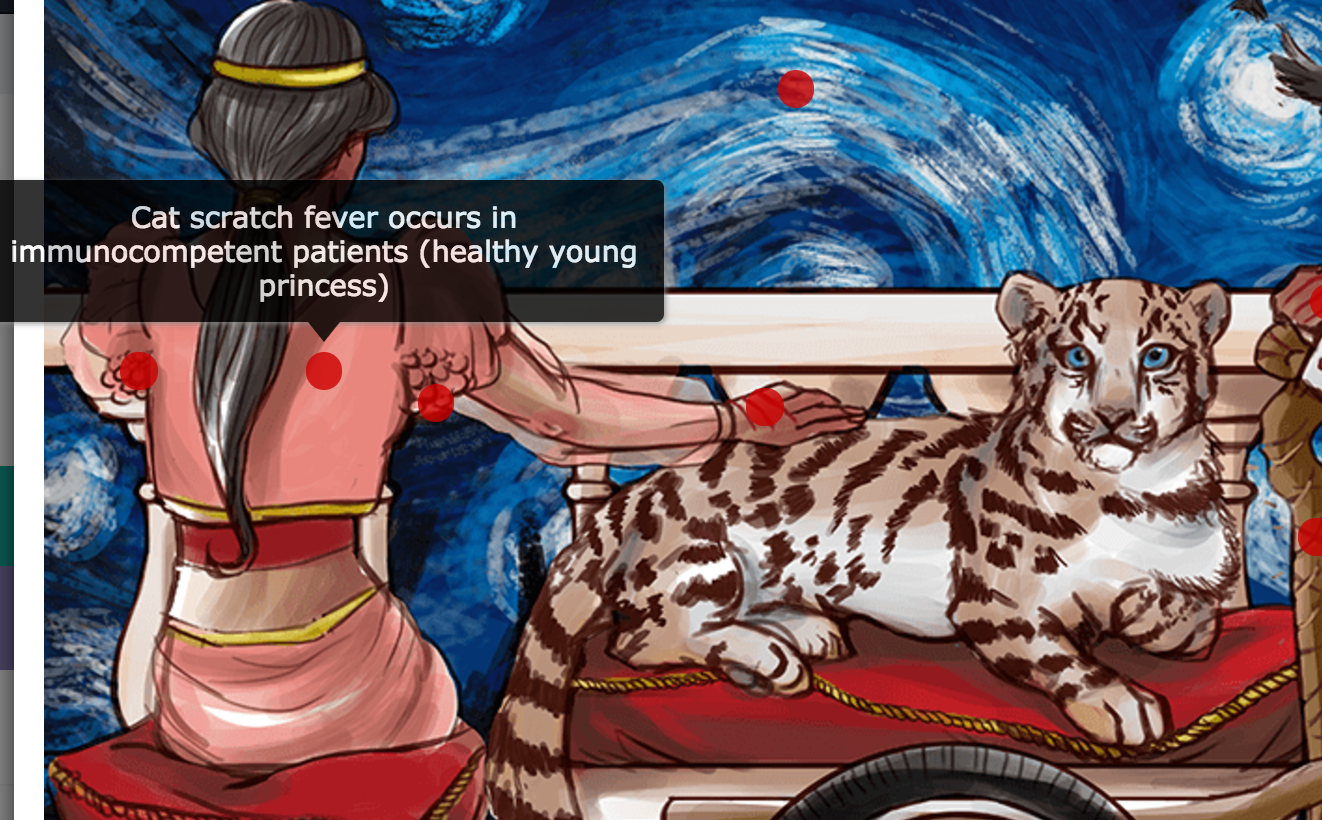 Cat scratch fever occurs in
immunocompetent patients (healthy young
princess)